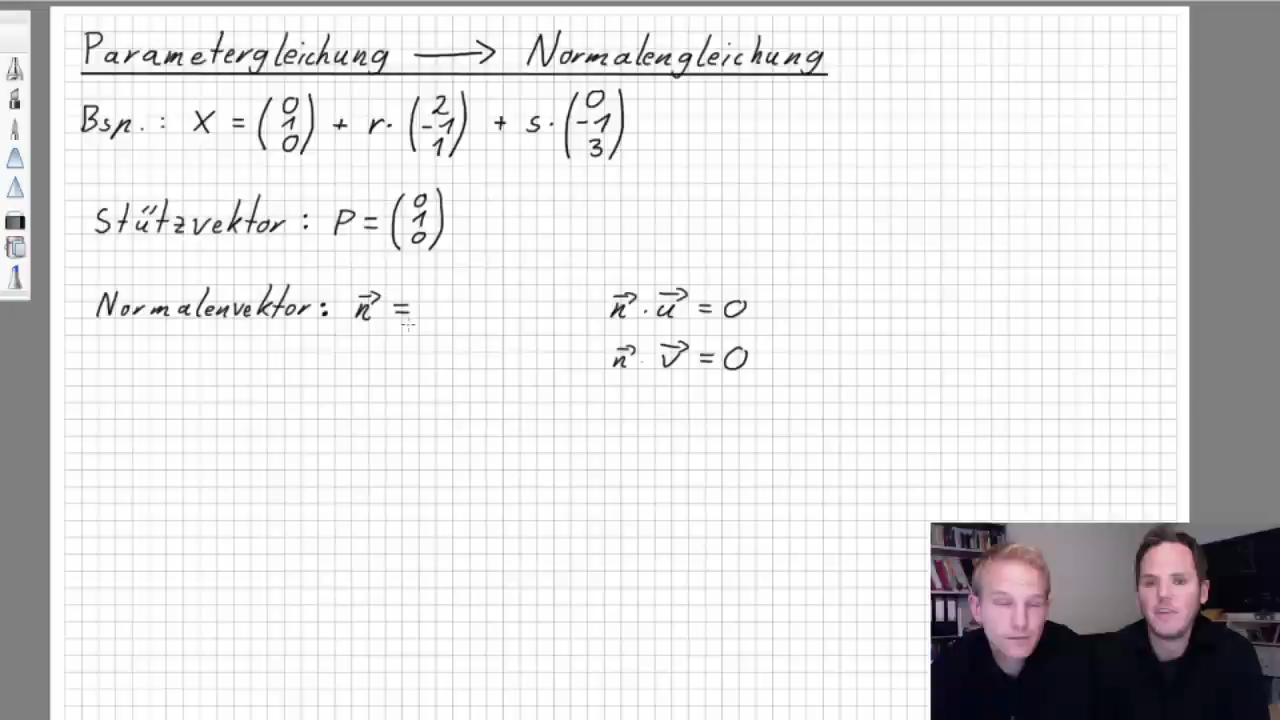 Parametergleichung → Normalengleichung
Bsp.: X = (0 1 0) + r · (2 -1 1) + s · (0 -1 3)
Stützvektor: P = (0 1 0)
Normalenvektor: n⃗ = n⃗ · u⃗ = 0
n⃗ · v⃗ = 0